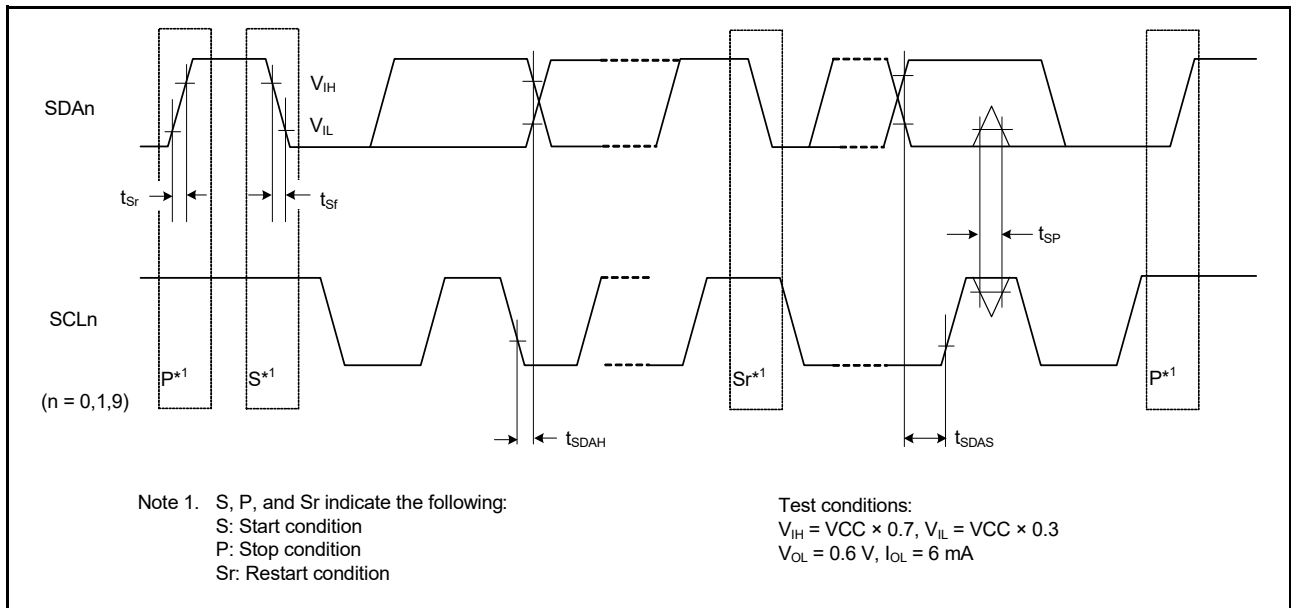 SDAn
V_IH
V_IL
t_Sr
t_Sf
t_SP
SCLn
P*1
S*1
Sr*1
P*1
(n = 0,1,9)
t_SDAH
t_SDAS
Note 1. S, P, and Sr indicate the following:
S: Start condition
P: Stop condition
Sr: Restart condition
Test conditions:
V_IH = VCC × 0.7, V_IL = VCC × 0.3
V_OL = 0.6 V, I_OL = 6 mA